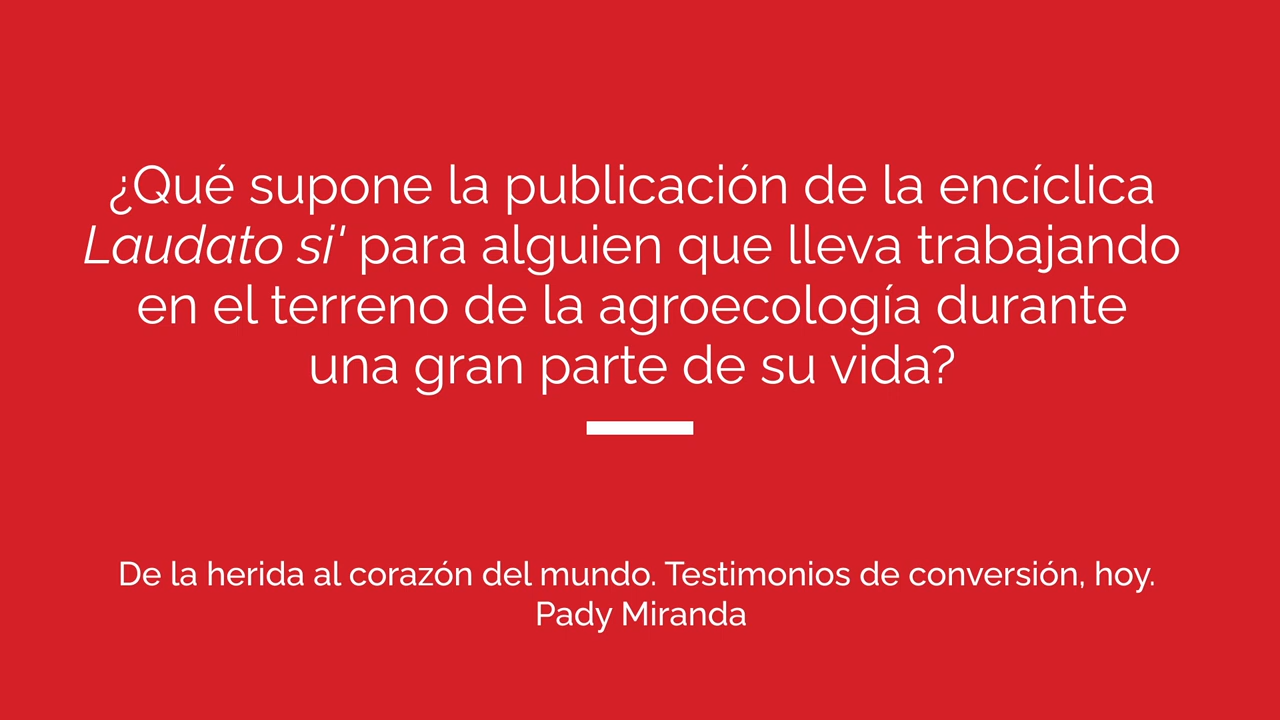 ¿Qué supone la publicación de la encíclica
Laudato si' para alguien que lleva trabajando
en el terreno de la agroecología durante
una gran parte de su vida?
De la herida al corazón del mundo. Testimonios de conversión, hoy.
Pady Miranda